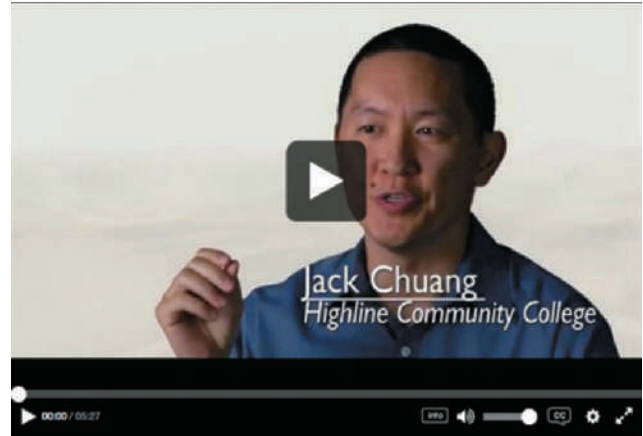 Jack Chuang
Highline Community College
00:00 / 05:27
info
CC